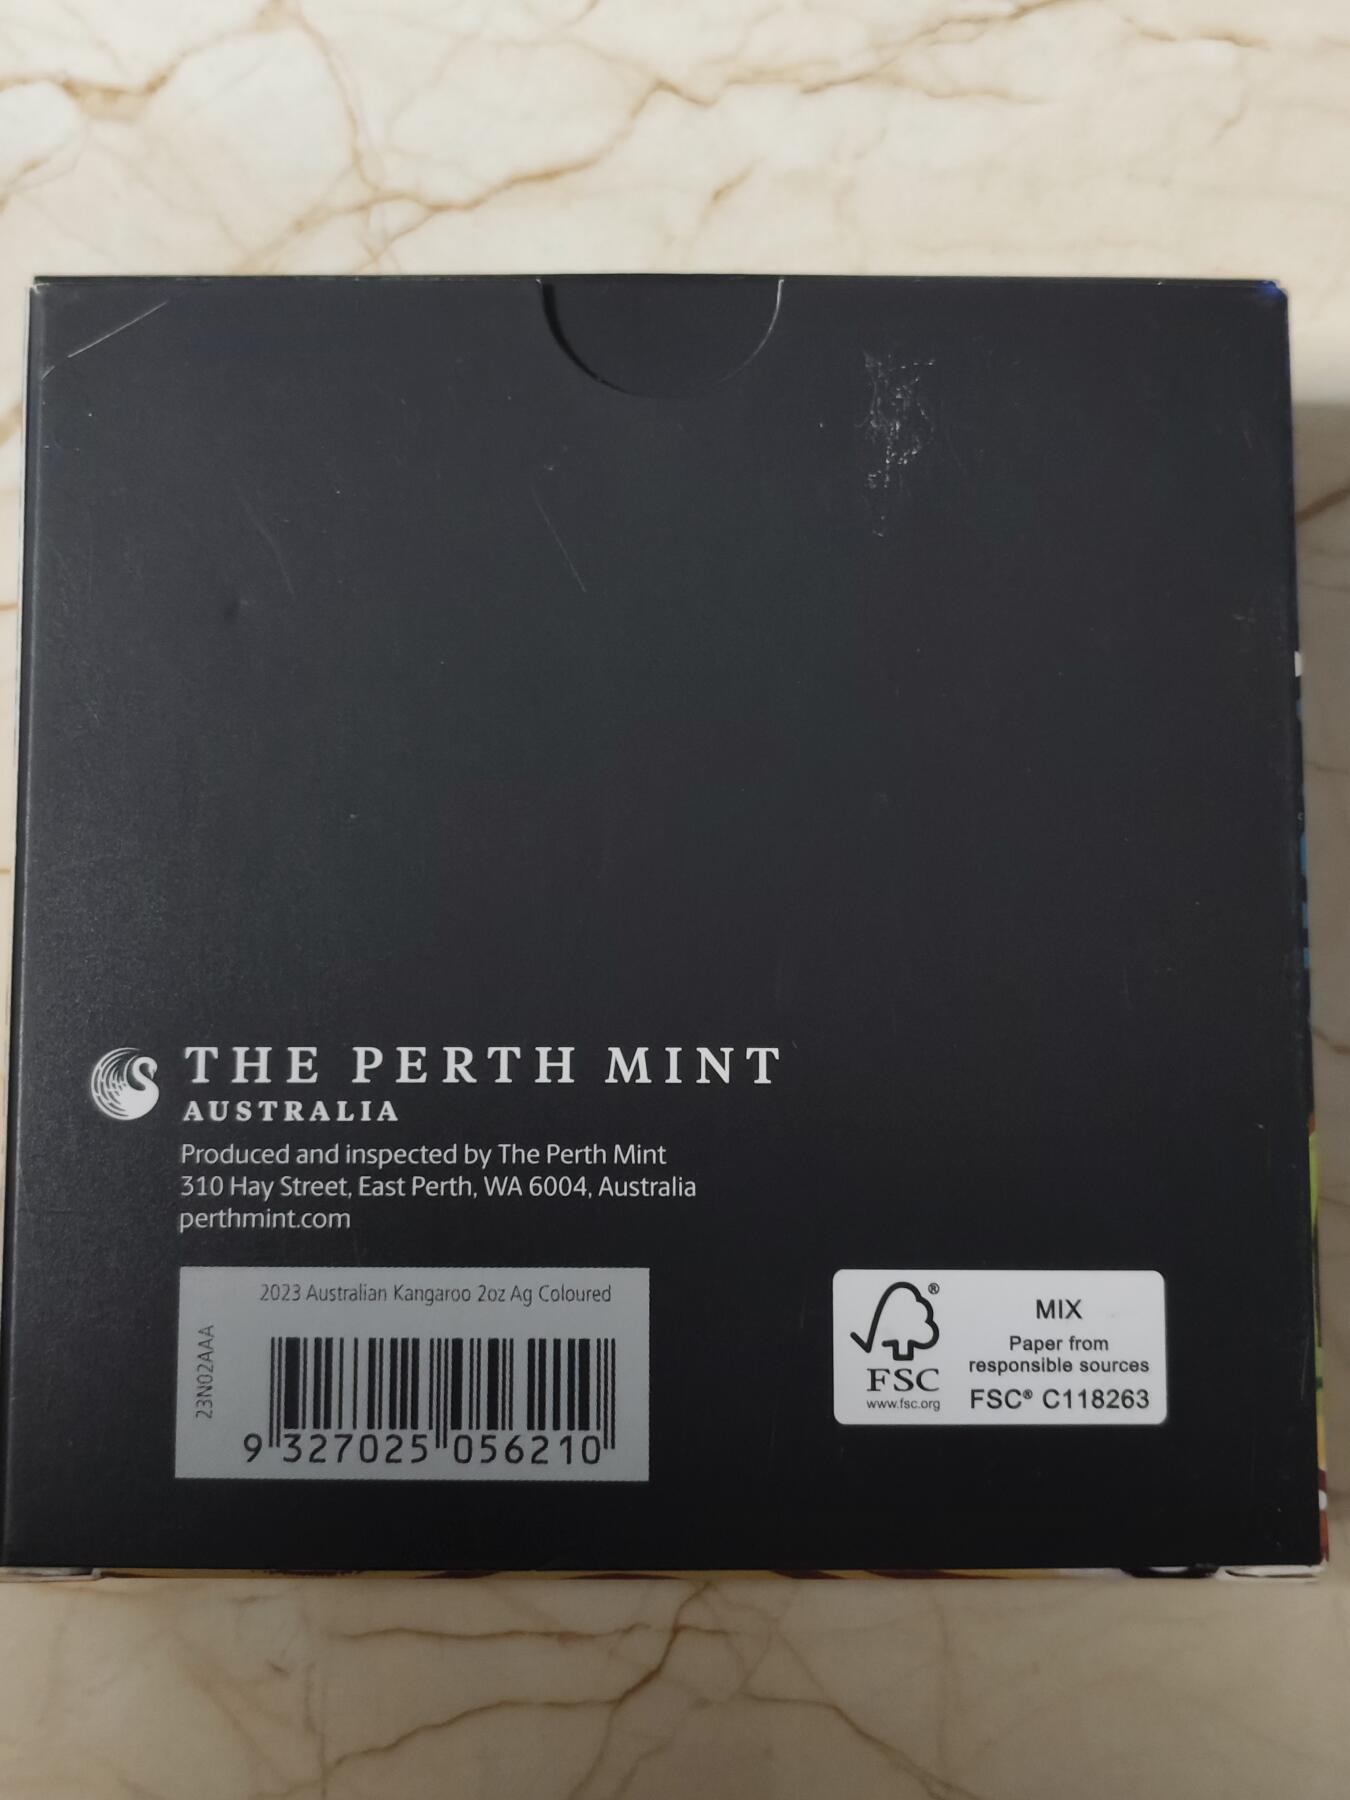 THE PERTH MINT
AUSTRALIA
Produced and inspected by The Perth Mint
310 Hay Street, East Perth, WA 6004, Australia
perthmint.com
2023 Australian Kangaroo 2oz Ag Coloured
23N02AAA
9 327025 056210
®
FSC
www.fsc.org
MIX
Paper from
responsible sources
FSC® C118263